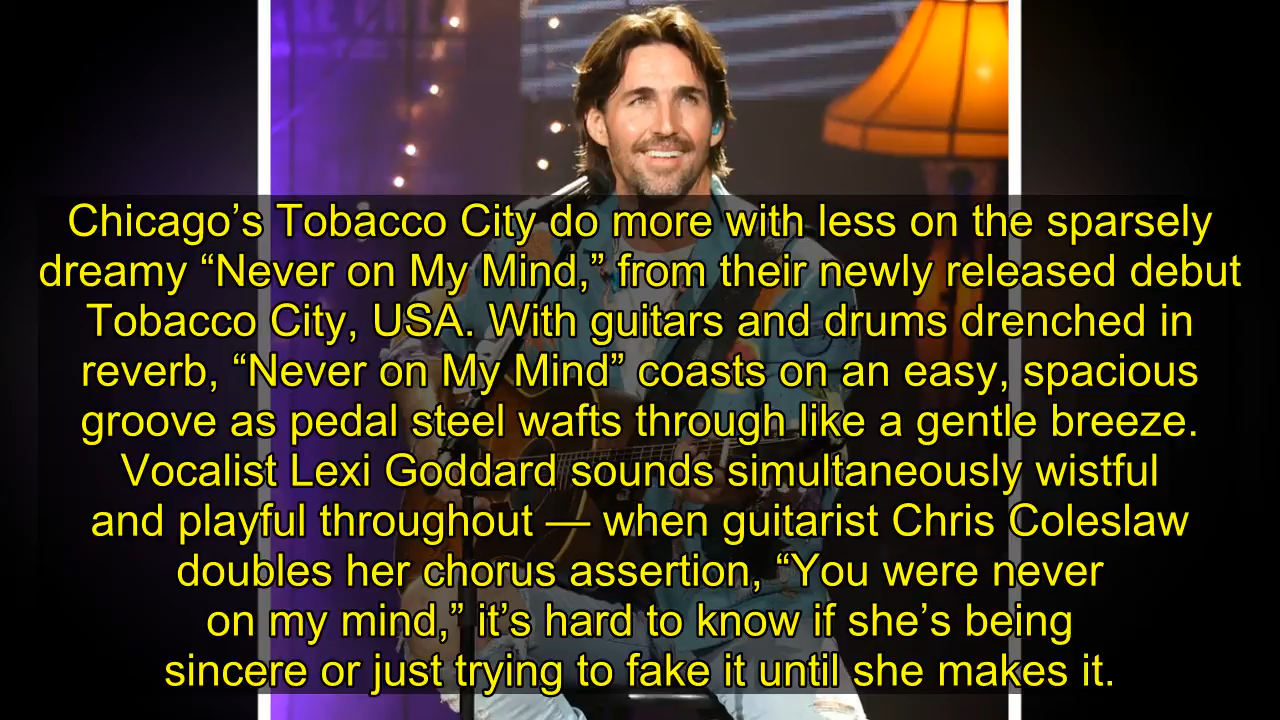 Chicago’s Tobacco City do more with less on the sparsely
dreamy “Never on My Mind,” from their newly released debut
Tobacco City, USA. With guitars and drums drenched in
reverb, “Never on My Mind” coasts on an easy, spacious
groove as pedal steel wafts through like a gentle breeze.
Vocalist Lexi Goddard sounds simultaneously wistful
and playful throughout — when guitarist Chris Coleslaw
doubles her chorus assertion, “You were never
on my mind,” it’s hard to know if she’s being
sincere or just trying to fake it until she makes it.